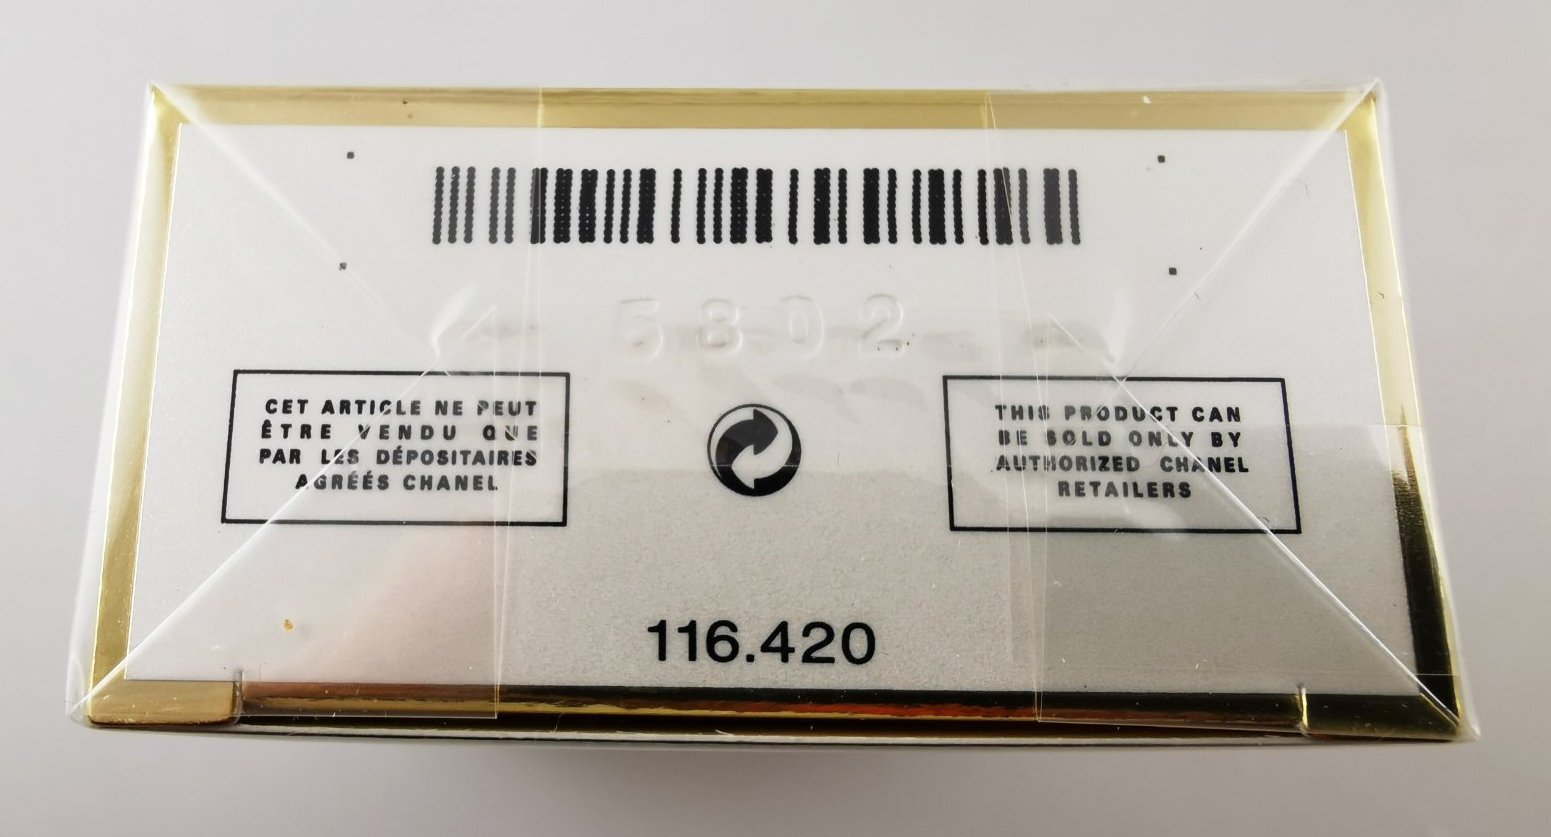 5802
CET ARTICLE NE PEUT
ÊTRE VENDU QUE
PAR LES DÉPOSITAIRES
AGRÉÉS CHANEL
THIS PRODUCT CAN
BE SOLD ONLY BY
AUTHORIZED CHANEL
RETAILERS
116.420